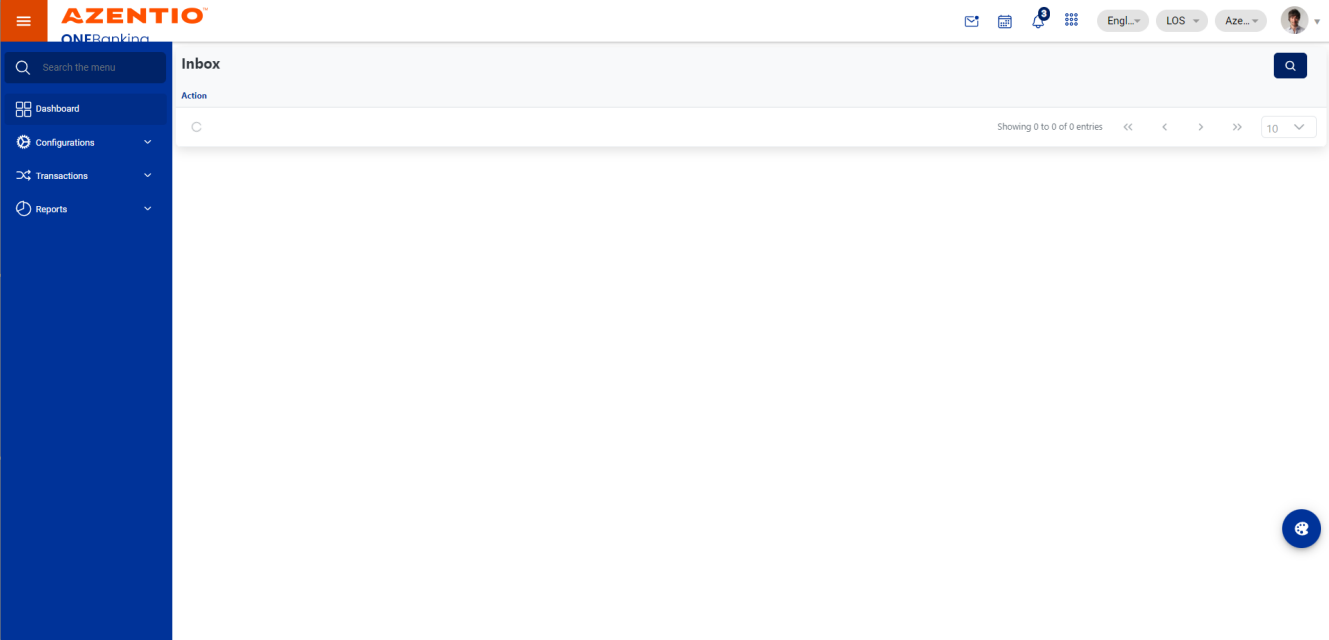 AZENTIO™
ONEBanking
3
Engl...
LOS
Aze...
Search the menu
Dashboard
Configurations
Transactions
Reports
Inbox
Action
Showing 0 to 0 of 0 entries
10